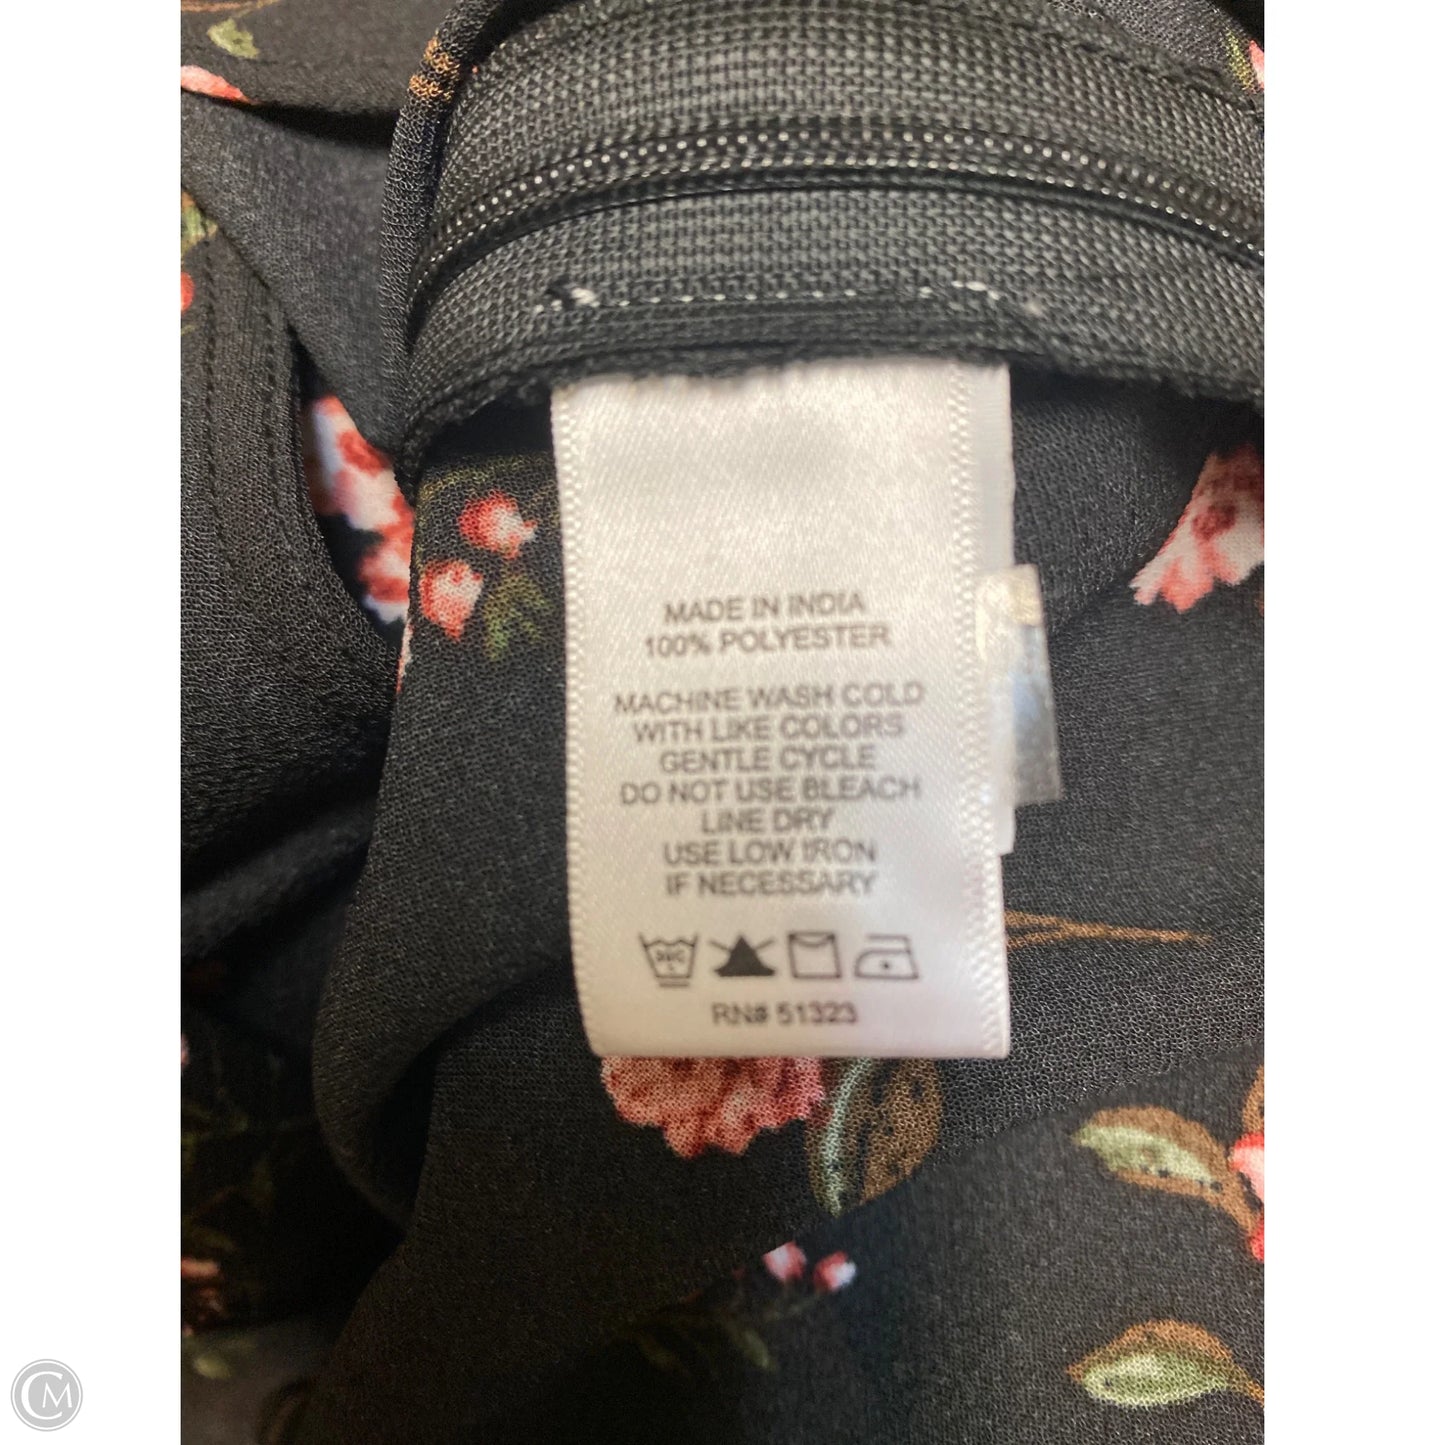 MADE IN INDIA
100% POLYESTER
MACHINE WASH COLD
WITH LIKE COLORS
GENTLE CYCLE
DO NOT USE BLEACH
LINE DRY
USE LOW IRON
IF NECESSARY
RN# 51323
CM